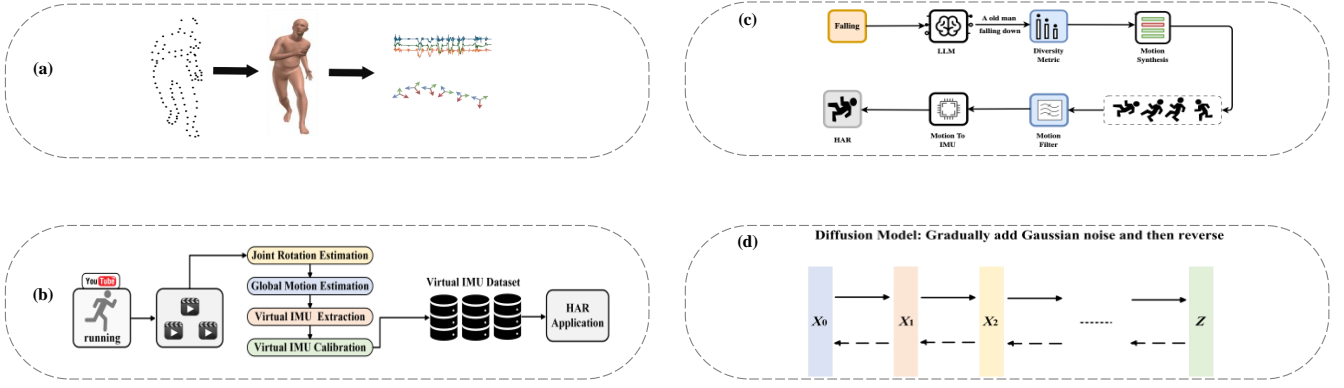 (a)
(b)
YouTube
running
Joint Rotation Estimation
Global Motion Estimation
Virtual IMU Extraction
Virtual IMU Calibration
Virtual IMU Dataset
HAR
Application
(c)
Falling
LLM
A old man
falling down
Diversity
Metric
Motion
Synthesis
HAR
Motion To
IMU
Motion
Filter
(d)
Diffusion Model: Gradually add Gaussian noise and then reverse
X₀
X₁
X₂
........
Z